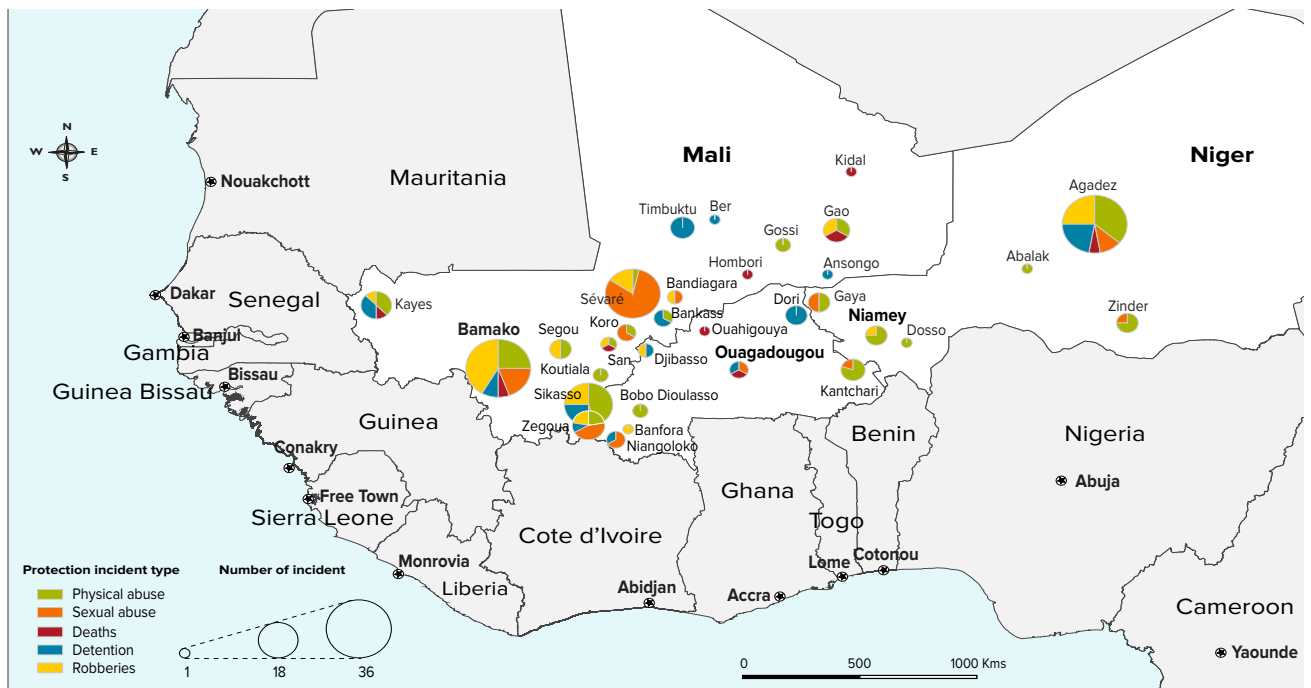 N
W E
S
Mali
Niger
Mauritania
Nouakchott
Kidal
Agadez
Timbuktu
Ber
Gao
Gossi
Hombori
Ansongo
Abalak
Dakar
Senegal
Kayes
Sévaré
Bandiagara
Bankass
Dori
Gaya
Niamey
Zinder
Banjul
Gambia
Bamako
Segou
Koro
Ouahigouya
Dosso
Koutiala
San
Djibasso
Ouagadougou
Kantchari
Guinea Bissau
Bissau
Sikasso
Bobo Dioulasso
Guinea
Zegoua
Banfora
Niangoloko
Benin
Nigeria
Conakry
Abuja
Free Town
Sierra Leone
Ghana
Togo
Cote d'Ivoire
Monrovia
Liberia
Abidjan
Accra
Lome
Cotonou
Cameroon
Yaounde
Protection incident type
Physical abuse
Sexual abuse
Deaths
Detention
Robberies
Number of incident
1 18 36
0 500 1000 Kms